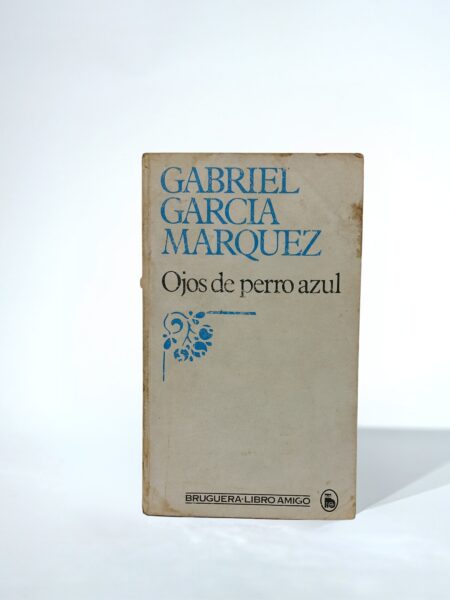 GABRIEL
GARCIA
MARQUEZ
Ojos de perro azul
BRUGUERA·LIBRO AMIGO